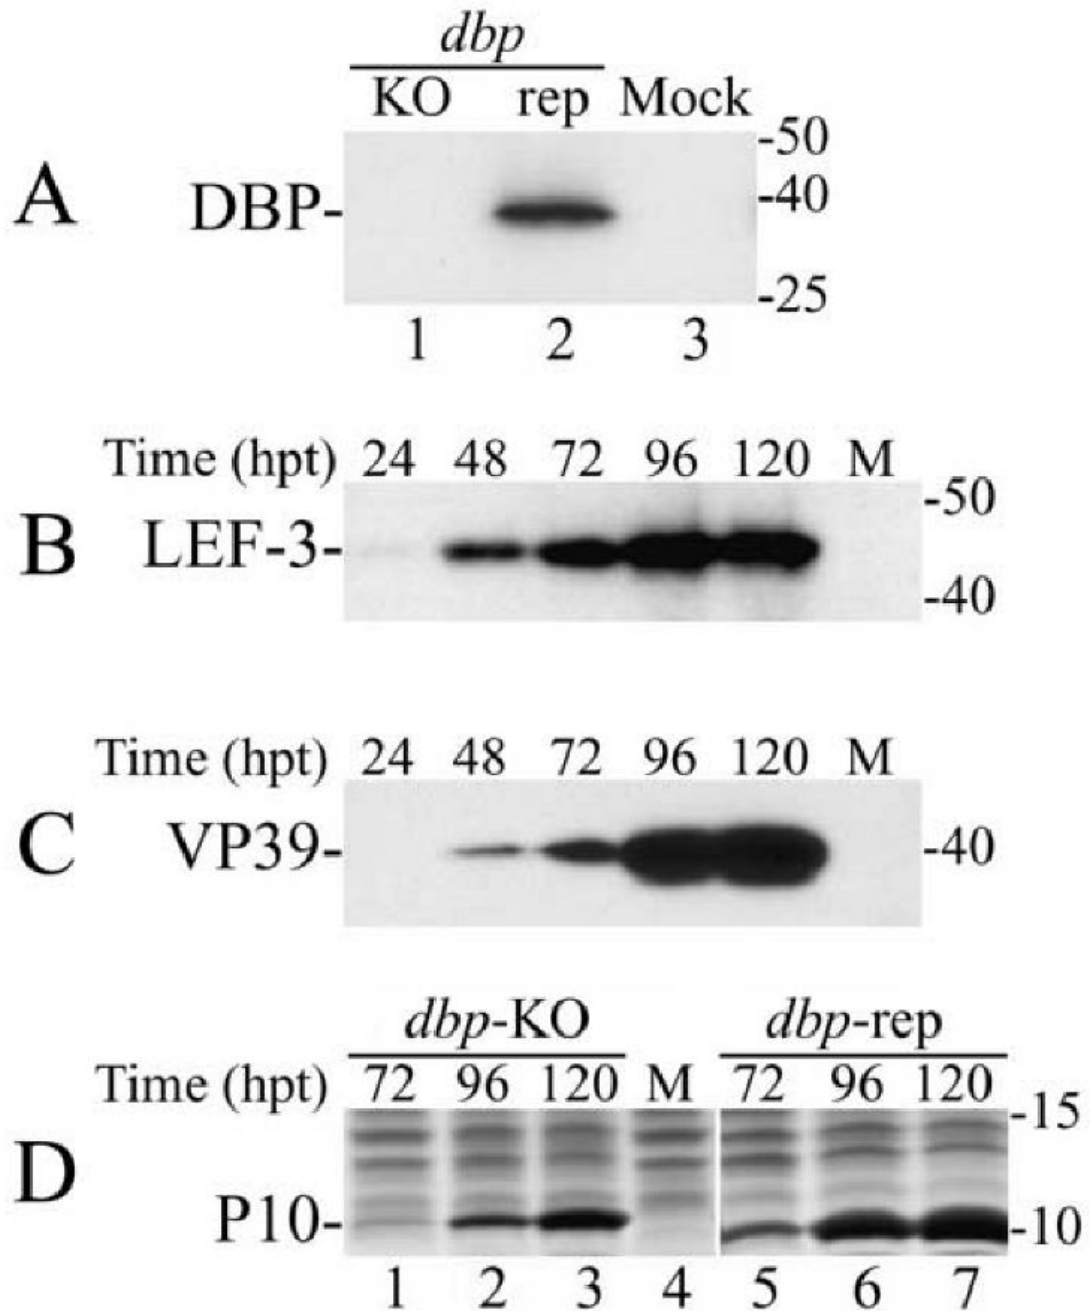 dbp
KO rep Mock
A DBP- -50
-40
-25
1 2 3
Time (hpt) 24 48 72 96 120 M
B LEF-3- -50
-40
Time (hpt) 24 48 72 96 120 M
C VP39- -40
dbp-KO dbp-rep
Time (hpt) 72 96 120 M 72 96 120
-15
D P10- -10
1 2 3 4 5 6 7